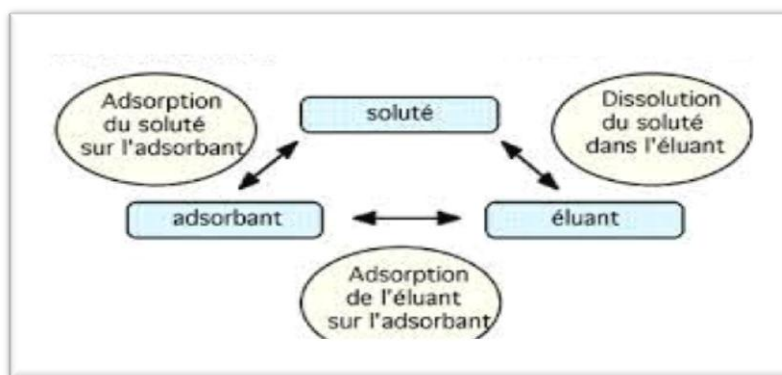 Adsorption
du soluté
sur l'adsorbant
soluté
Dissolution
du soluté
dans l'éluant
adsorbant
éluant
Adsorption
de l'éluant
sur l'adsorbant